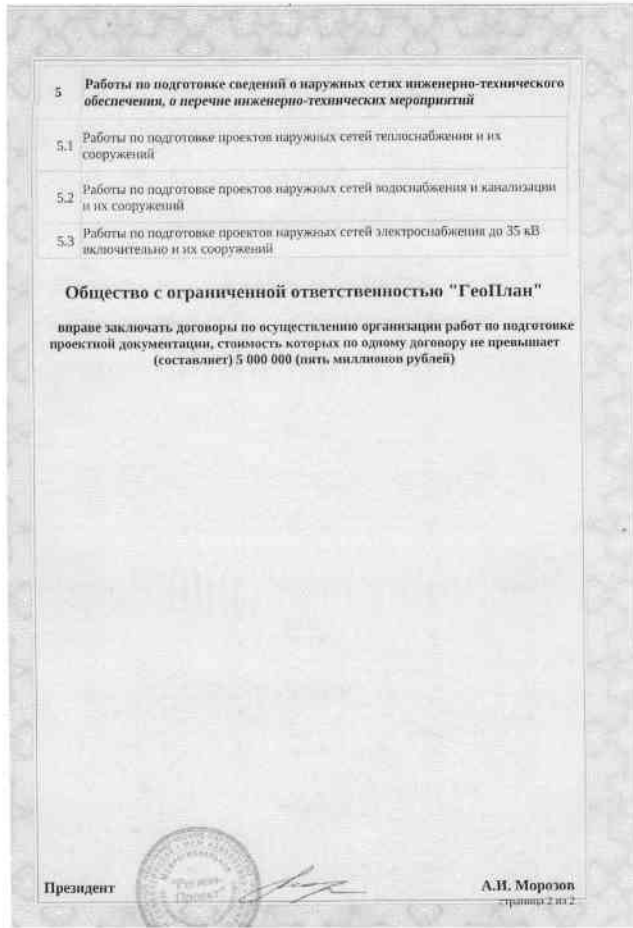 5 Работы по подготовке сведений о наружных сетях инженерно-технического
обеспечения, о перечне инженерно-технических мероприятий
5.1 Работы по подготовке проектов наружных сетей теплоснабжения и их
сооружений
5.2 Работы по подготовке проектов наружных сетей водоснабжения и канализации
и их сооружений
5.3 Работы по подготовке проектов наружных сетей электроснабжения до 35 кВ
включительно и их сооружений
Общество с ограниченной ответственностью "ГеоПлан"
вправе заключать договоры по осуществлению организации работ по подготовке
проектной документации, стоимость которых по одному договору не превышает
(составляет) 5 000 000 (пять миллионов рублей)
"Регион-
Проект"
Президент
А.И. Морозов
страница 2 из 2